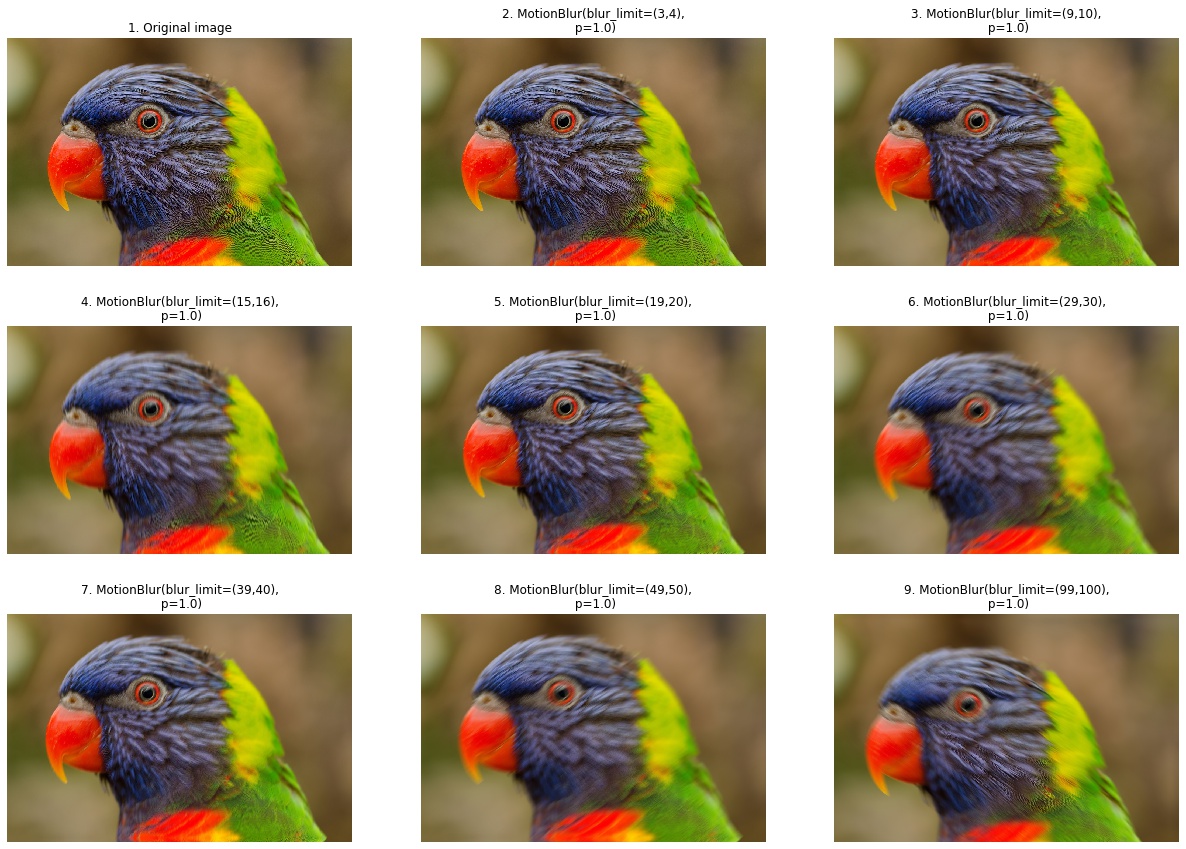 1. Original image
2. MotionBlur(blur_limit=(3,4),
p=1.0)
3. MotionBlur(blur_limit=(9,10),
p=1.0)
4. MotionBlur(blur_limit=(15,16),
p=1.0)
5. MotionBlur(blur_limit=(19,20),
p=1.0)
6. MotionBlur(blur_limit=(29,30),
p=1.0)
7. MotionBlur(blur_limit=(39,40),
p=1.0)
8. MotionBlur(blur_limit=(49,50),
p=1.0)
9. MotionBlur(blur_limit=(99,100),
p=1.0)